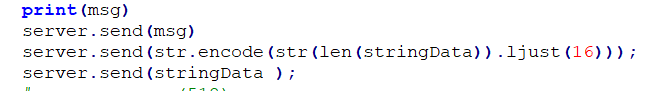 print(msg)
server.send(msg)
server.send(str.encode(str(len(stringData)).ljust(16)));
server.send(stringData );